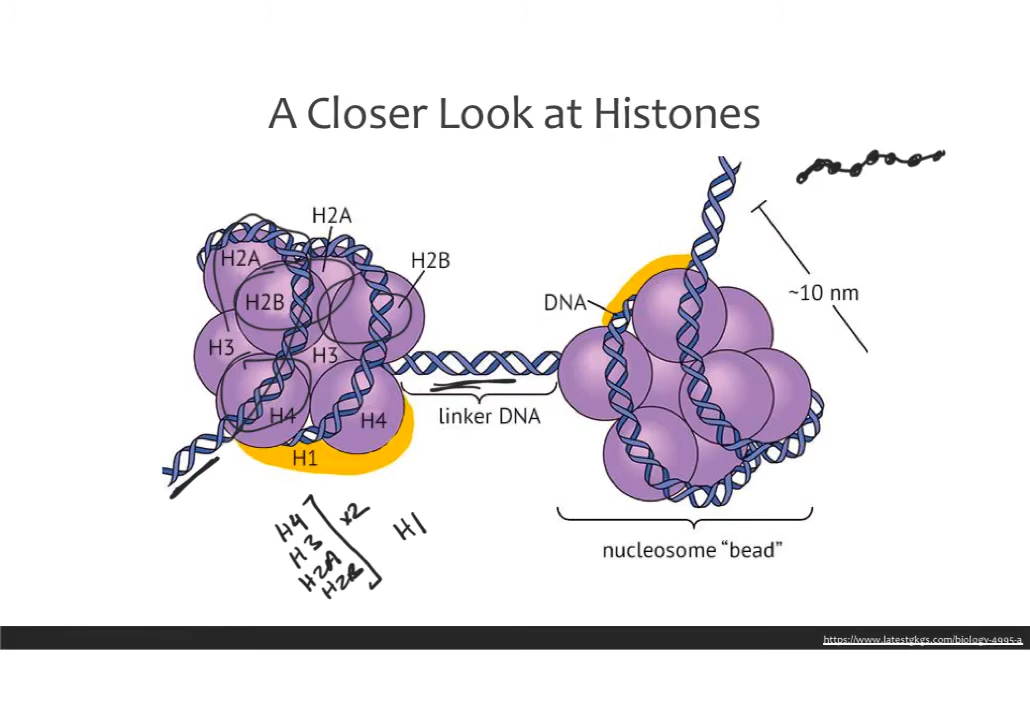 A Closer Look at Histones
H2A
H2A
H2B
H2B
H3
H3
H4
H4
H1
DNA
~10 nm
linker DNA
nucleosome “bead”
H4
H3
H2A
H2B
x2
H1
https://www.latestgkgs.com/biology-4995-a